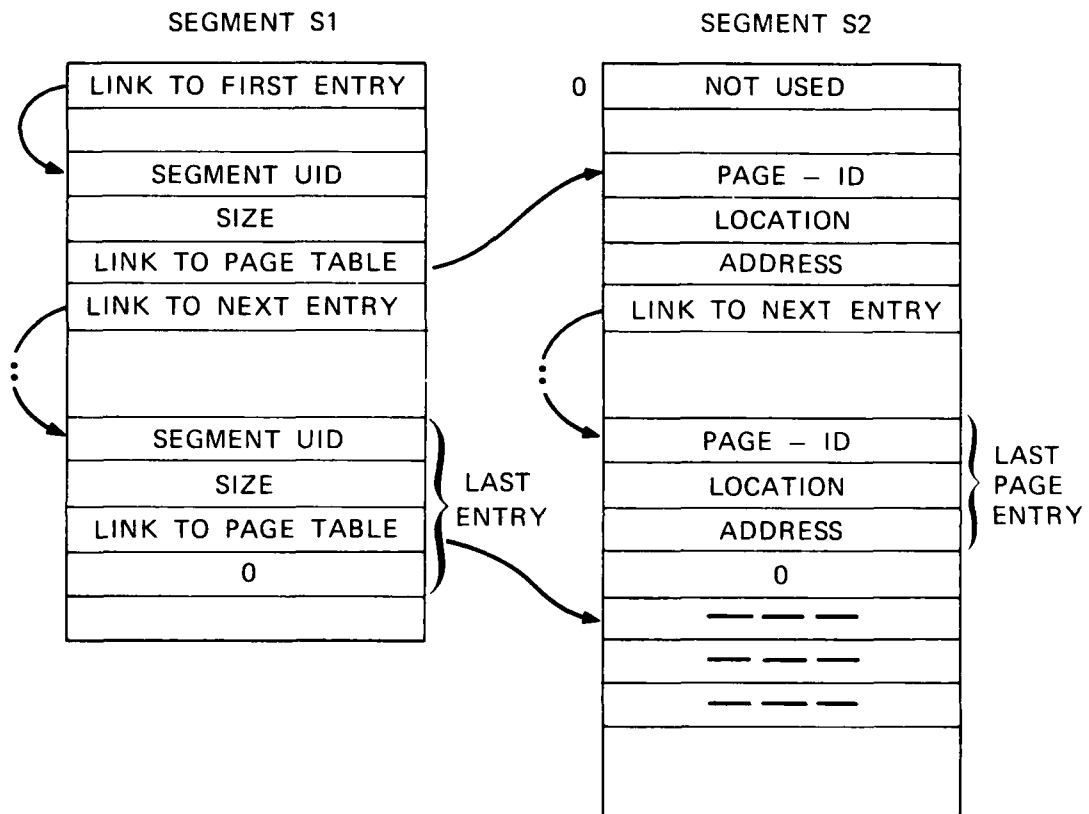 SEGMENT S1
LINK TO FIRST ENTRY
SEGMENT UID
SIZE
LINK TO PAGE TABLE
LINK TO NEXT ENTRY
SEGMENT UID
SIZE
LINK TO PAGE TABLE
0
LAST
ENTRY
SEGMENT S2
0
NOT USED
PAGE – ID
LOCATION
ADDRESS
LINK TO NEXT ENTRY
PAGE – ID
LOCATION
ADDRESS
0
LAST
PAGE
ENTRY